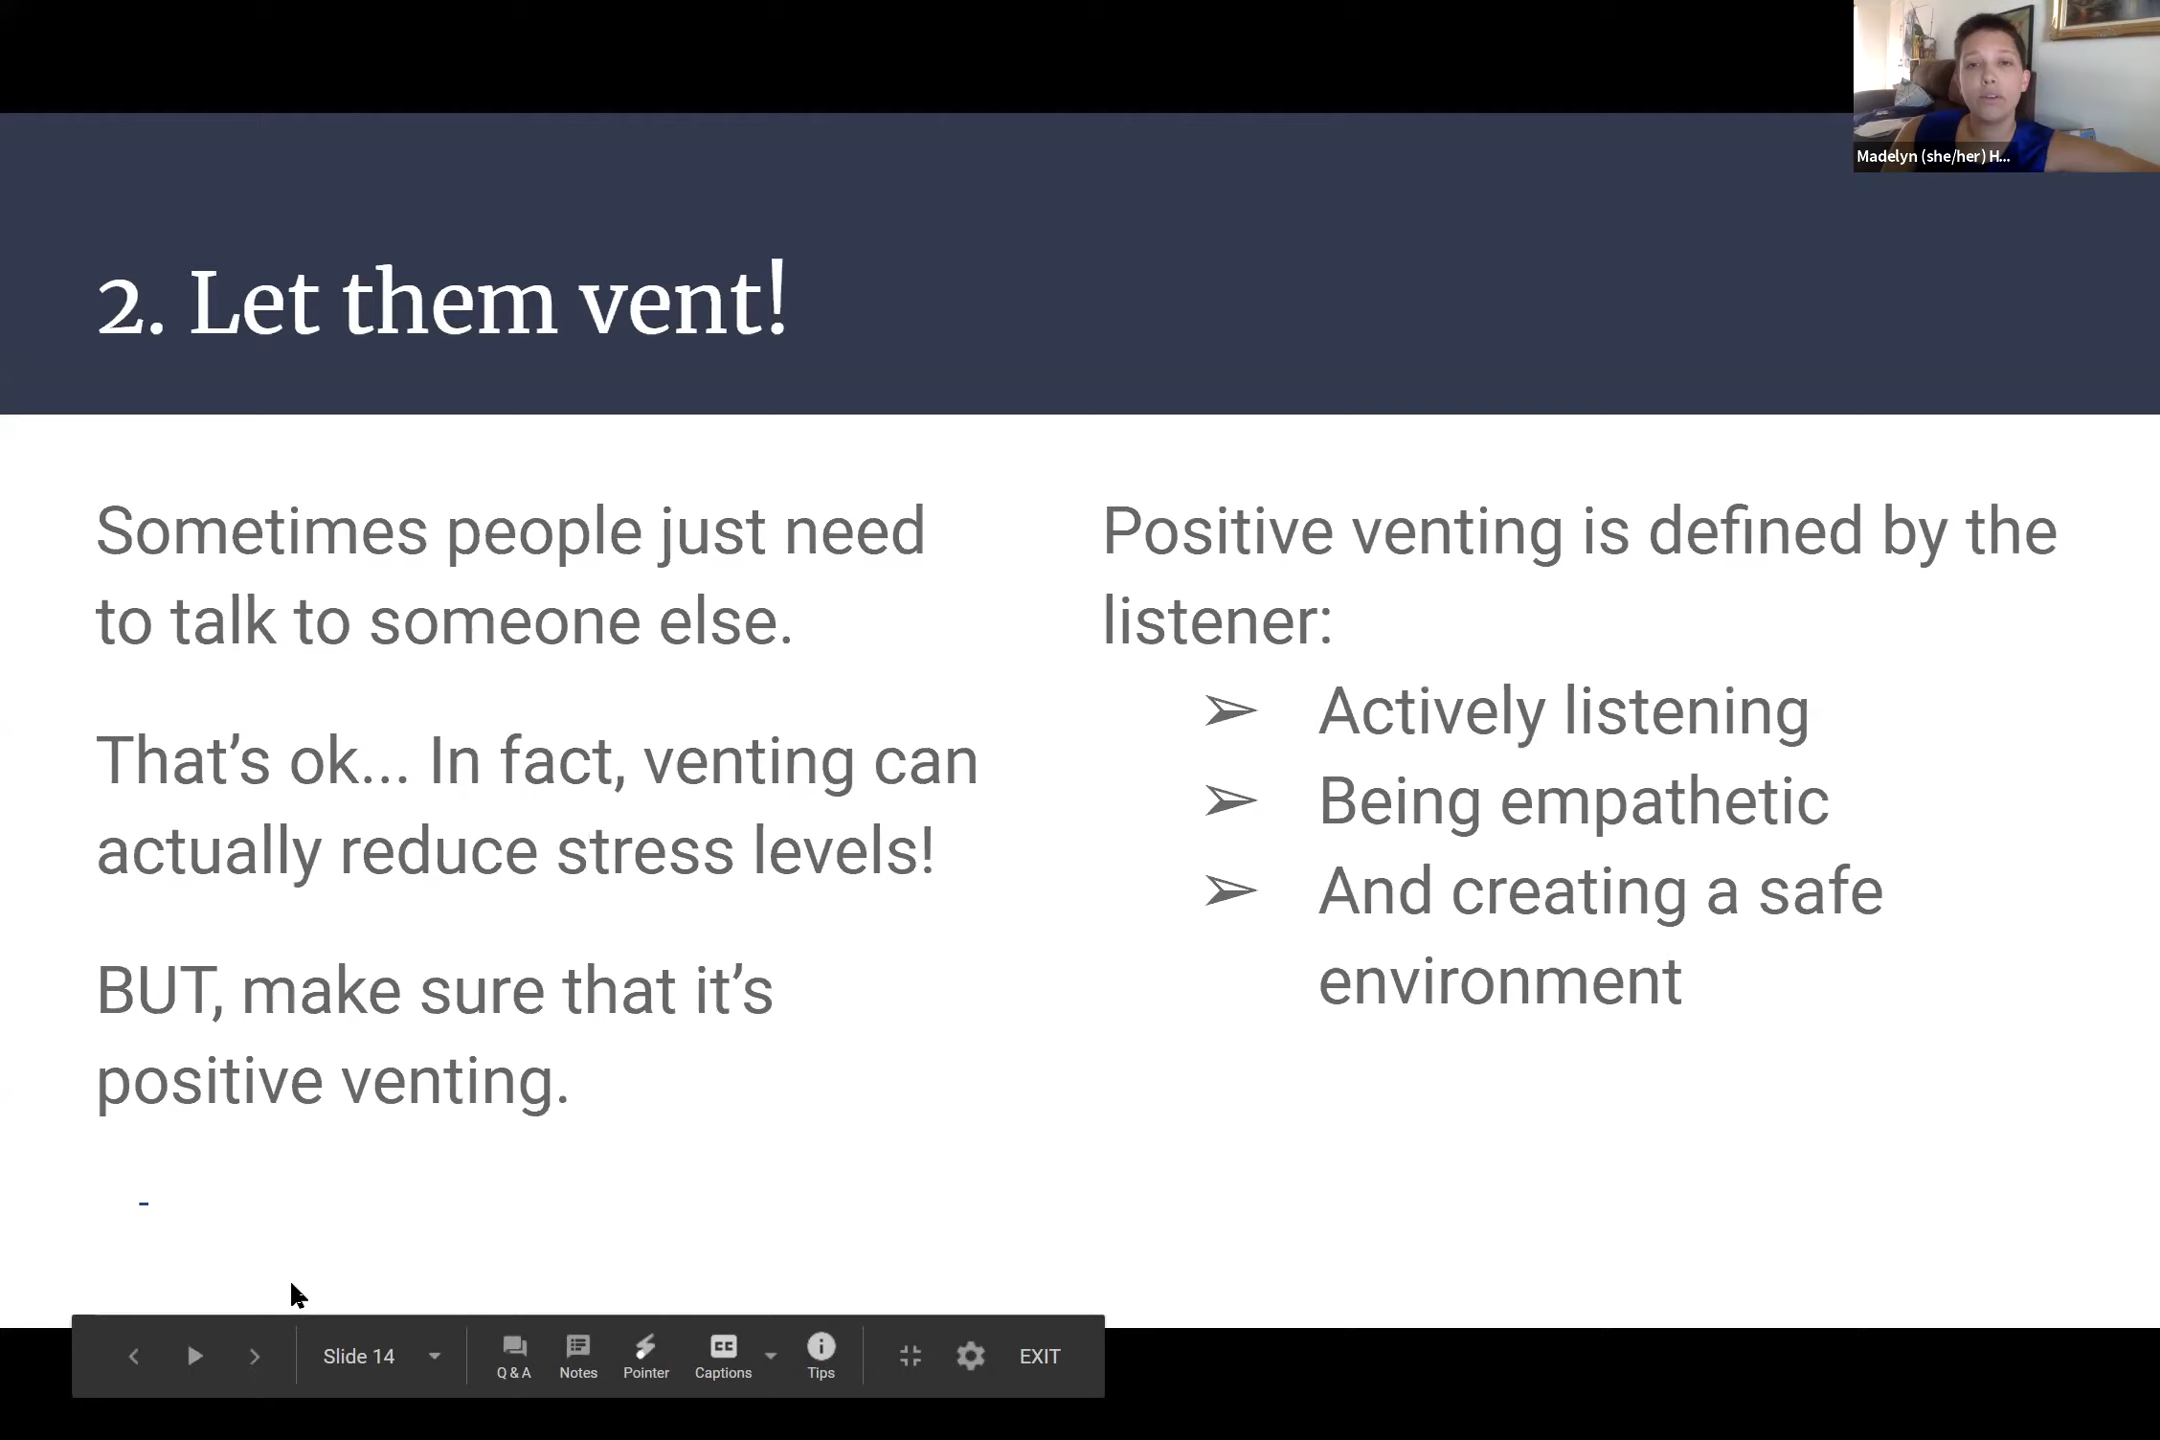 Madelyn (she/her) H...
2. Let them vent!
Sometimes people just need
to talk to someone else.
That’s ok... In fact, venting can
actually reduce stress levels!
BUT, make sure that it’s
positive venting.
-
Positive venting is defined by the
listener:
➢ Actively listening
➢ Being empathetic
➢ And creating a safe
environment
Slide 14
Q & A
Notes
Pointer
CC
Captions
Tips
EXIT